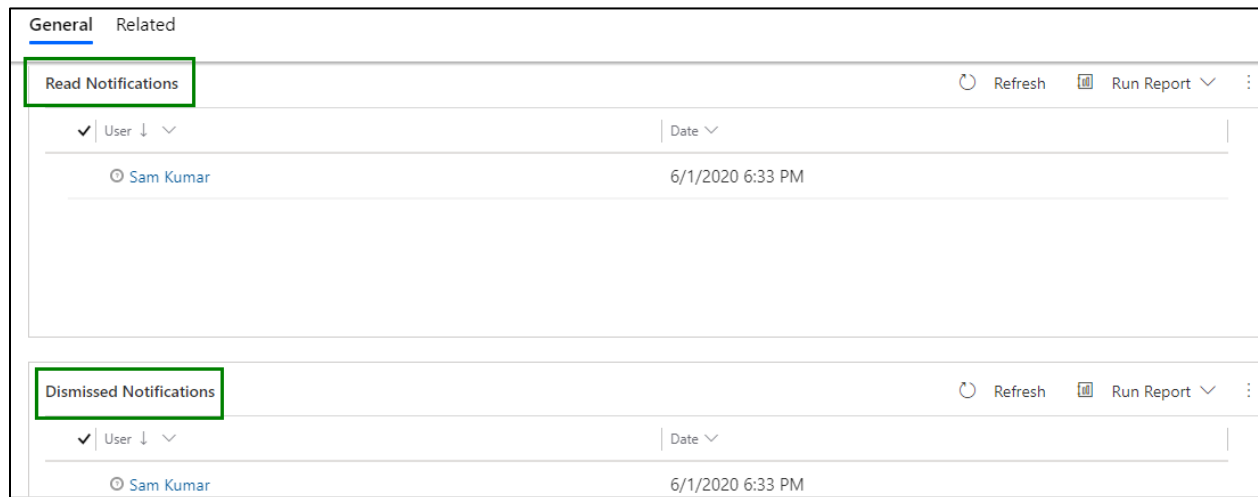 General Related
Read Notifications Refresh Run Report
User Date
Sam Kumar 6/1/2020 6:33 PM
Dismissed Notifications Refresh Run Report
User Date
Sam Kumar 6/1/2020 6:33 PM